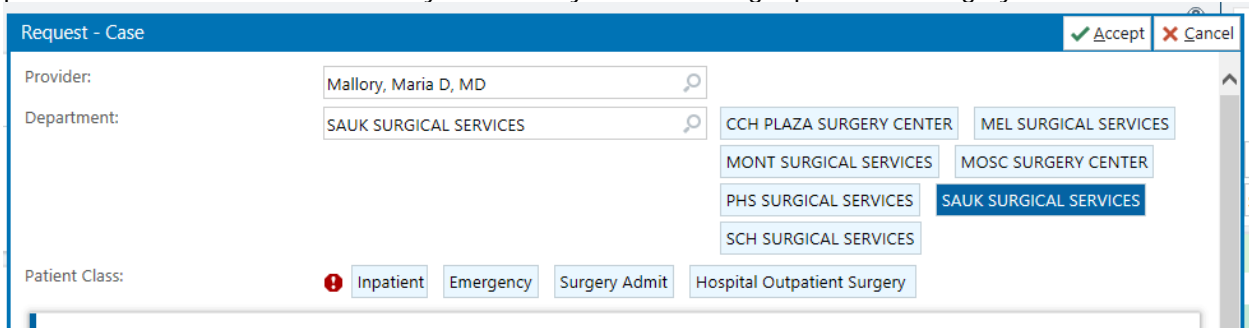 Request - Case
Accept
Cancel
Provider:
Mallory, Maria D, MD
Department:
SAUK SURGICAL SERVICES
CCH PLAZA SURGERY CENTER
MEL SURGICAL SERVICES
MONT SURGICAL SERVICES
MOSC SURGERY CENTER
PHS SURGICAL SERVICES
SAUK SURGICAL SERVICES
SCH SURGICAL SERVICES
Patient Class:
Inpatient
Emergency
Surgery Admit
Hospital Outpatient Surgery